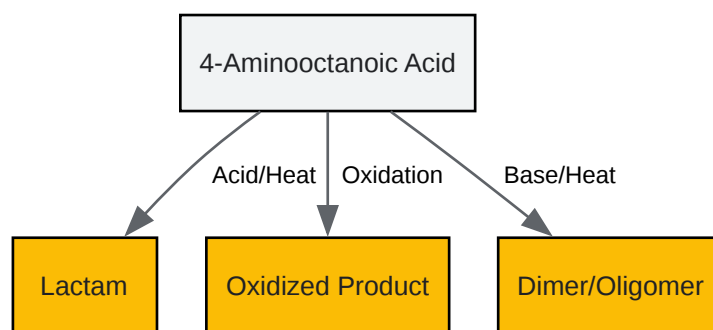 4-Aminooctanoic Acid
Acid/Heat
Oxidation
Base/Heat
Lactam
Oxidized Product
Dimer/Oligomer